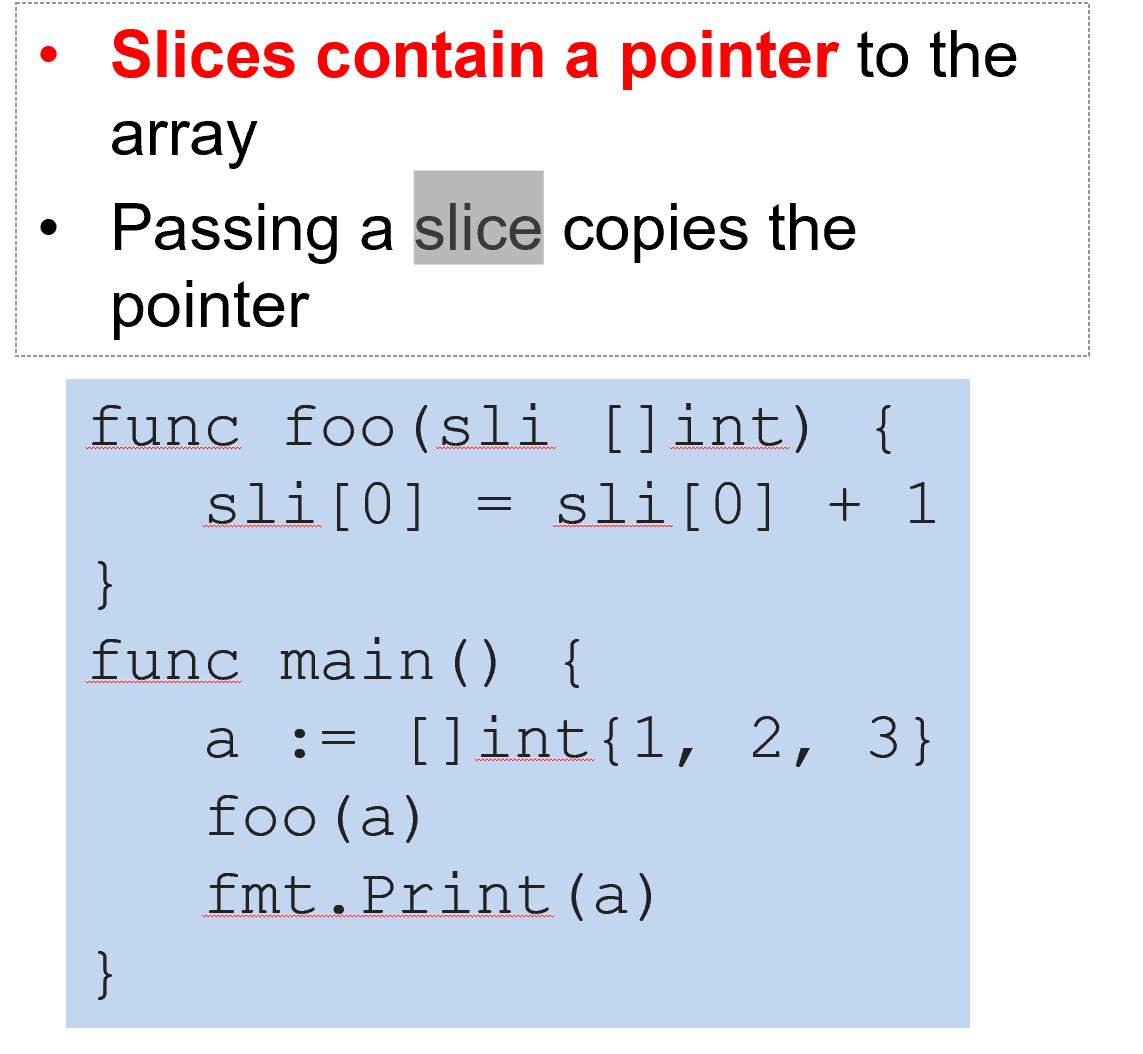 • Slices contain a pointer to the
array
• Passing a slice copies the
pointer
func foo(sli []int) {
   sli[0] = sli[0] + 1
}
func main() {
   a := []int{1, 2, 3}
   foo(a)
   fmt.Print(a)
}